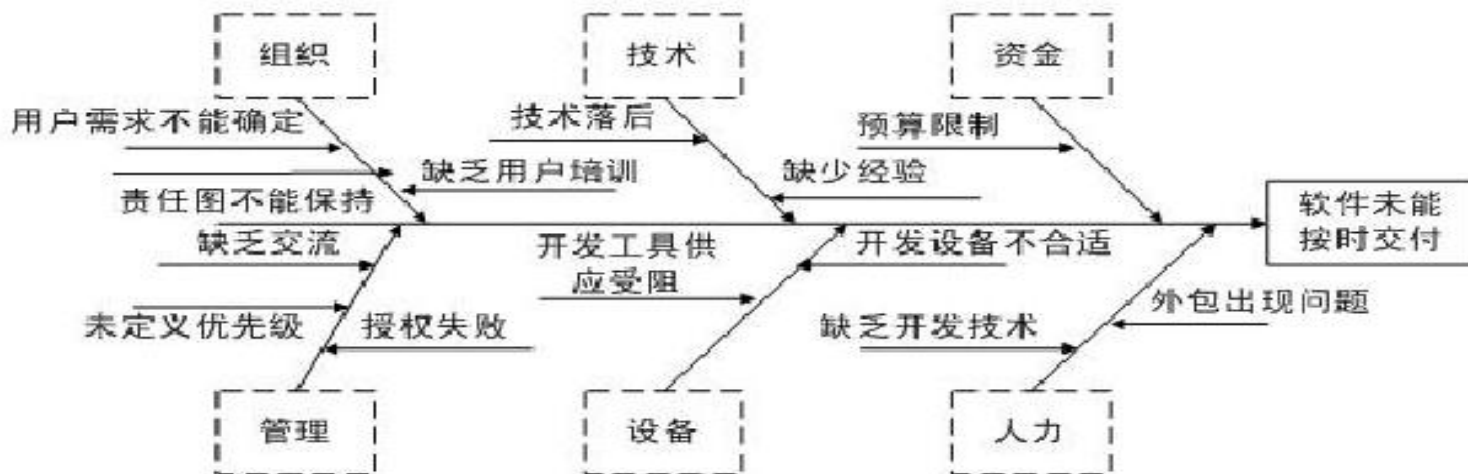 组织
技术
资金
用户需求不能确定
技术落后
预算限制
缺乏用户培训
缺少经验
责任图不能保持
软件未能
按时交付
缺乏交流
开发工具供
应受阻
开发设备不合适
未定义优先级
授权失败
缺乏开发技术
外包出现问题
管理
设备
人力